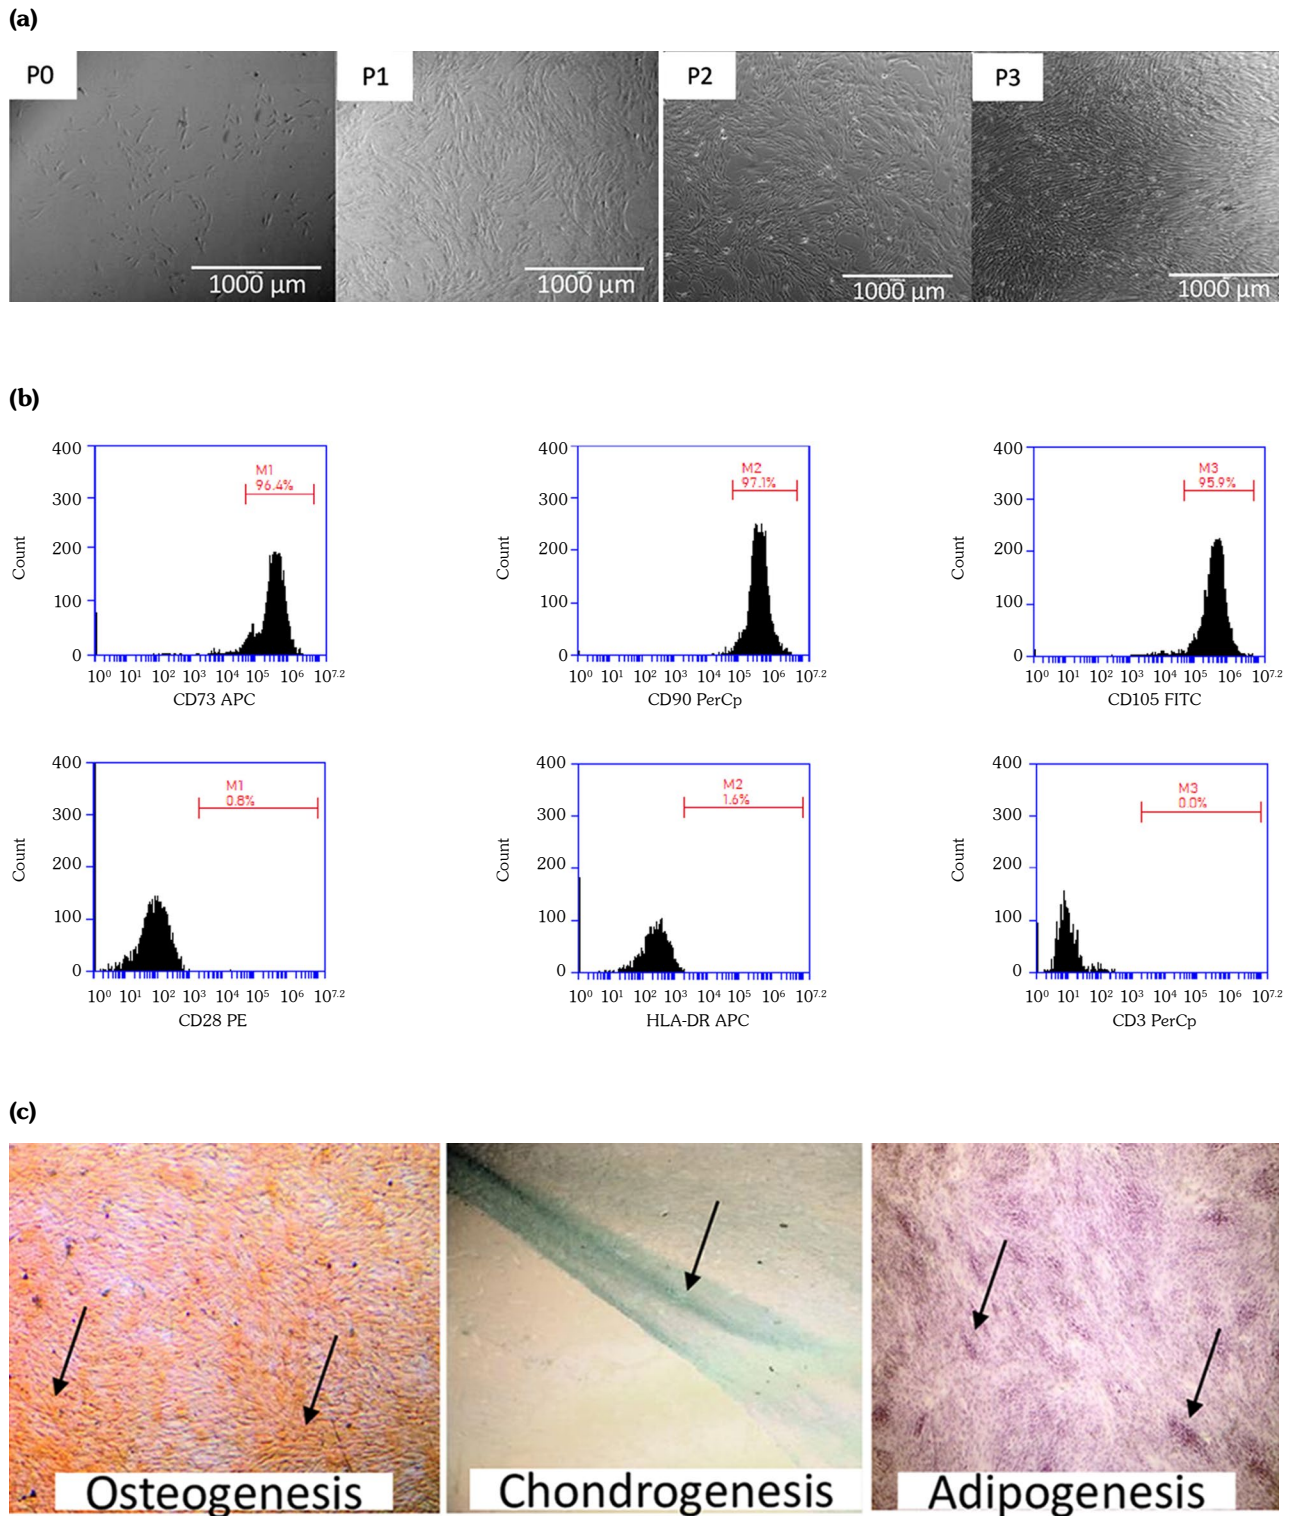 (a)
P0
P1
P2
P3
1000 µm
1000 µm
1000 µm
1000 µm
(b)
400
300
200
100
0
Count
M1
96.4%
10⁰ 10¹ 10² 10³ 10⁴ 10⁵ 10⁶ 10⁷·²
CD73 APC
400
300
200
100
0
Count
M2
97.1%
10⁰ 10¹ 10² 10³ 10⁴ 10⁵ 10⁶ 10⁷·²
CD90 PerCp
400
300
200
100
0
Count
M3
95.9%
10⁰ 10¹ 10² 10³ 10⁴ 10⁵ 10⁶ 10⁷·²
CD105 FITC
400
300
200
100
0
Count
M1
0.8%
10⁰ 10¹ 10² 10³ 10⁴ 10⁵ 10⁶ 10⁷·²
CD28 PE
400
300
200
100
0
Count
M2
1.6%
10⁰ 10¹ 10² 10³ 10⁴ 10⁵ 10⁶ 10⁷·²
HLA-DR APC
400
300
200
100
0
Count
M3
0.0%
10⁰ 10¹ 10² 10³ 10⁴ 10⁵ 10⁶ 10⁷·²
CD3 PerCp
(c)
Osteogenesis
Chondrogenesis
Adipogenesis